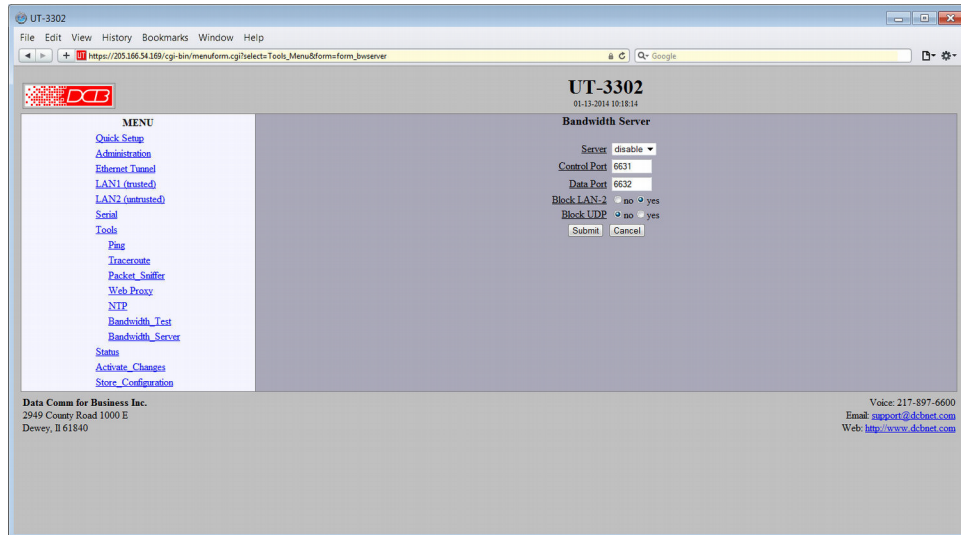 UT-3302
File Edit View History Bookmarks Window Help
UT https://205.166.54.169/cgi-bin/menuform.cgi?select=Tools_Menu&form=form_bwserver
Google
DCB
UT-3302
01-13-2014 10:18:14
MENU
Quick Setup
Administration
Ethernet Tunnel
LAN1 (trusted)
LAN2 (untrusted)
Serial
Tools
Ping
Traceroute
Packet_Sniffer
Web Proxy
NTP
Bandwidth_Test
Bandwidth_Server
Status
Activate_Changes
Store_Configuration
Bandwidth Server
Server disable
Control Port 6631
Data Port 6632
Block LAN-2 no yes
Block UDP no yes
Submit Cancel
Data Comm for Business Inc.
2949 County Road 1000 E
Dewey, Il 61840
Voice: 217-897-6600
Email: support@dcbnet.com
Web: http://www.dcbnet.com